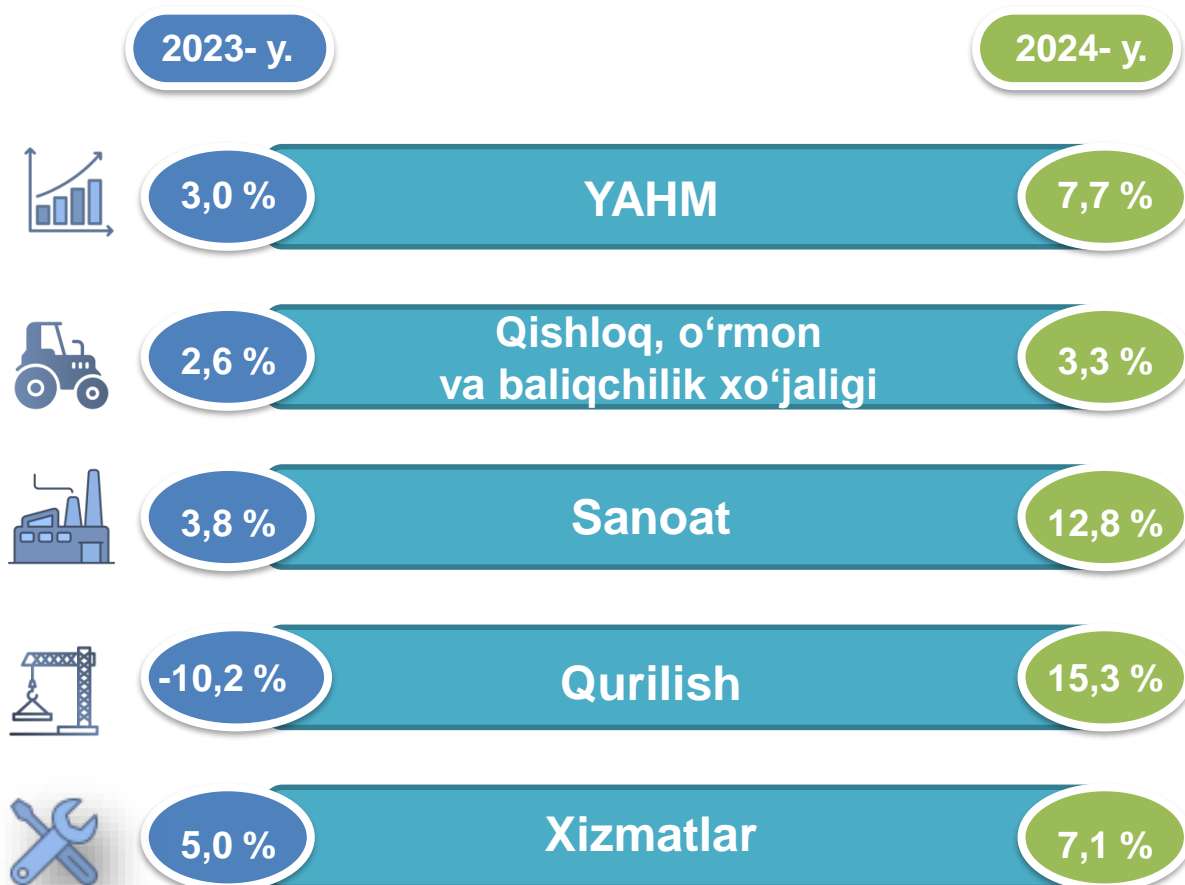 2023- y.
2024- y.
3,0 %
YAHM
7,7 %
2,6 %
Qishloq, o‘rmon
va baliqchilik xo‘jaligi
3,3 %
3,8 %
Sanoat
12,8 %
-10,2 %
Qurilish
15,3 %
5,0 %
Xizmatlar
7,1 %